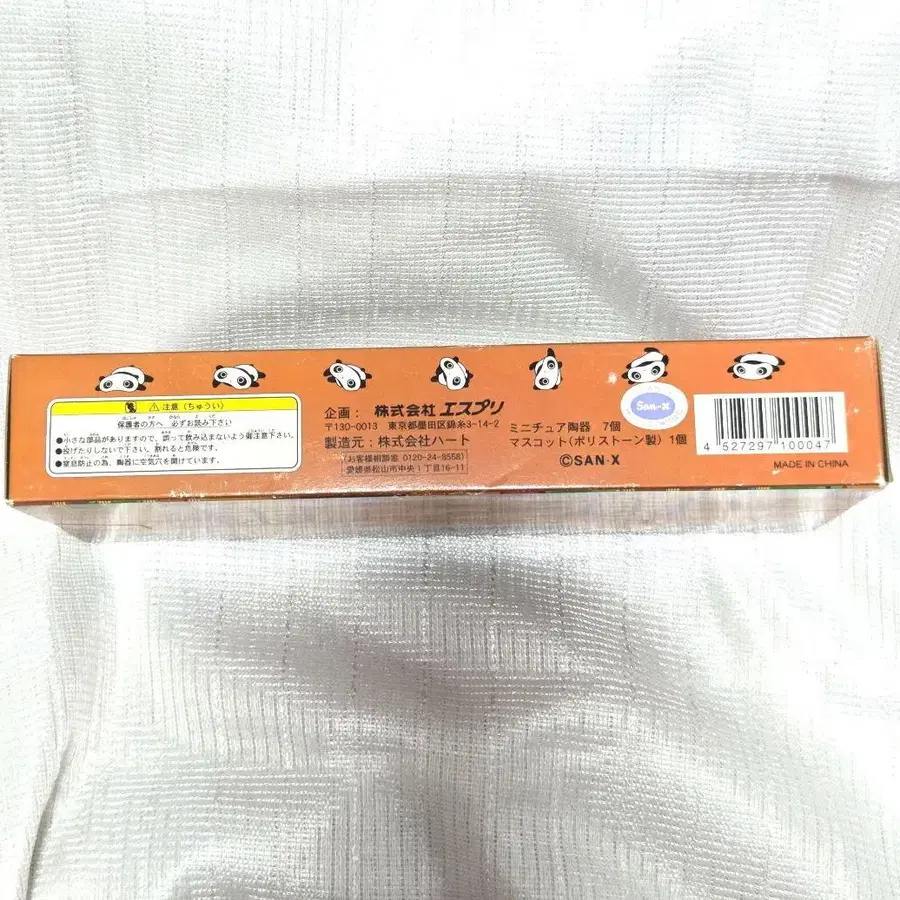 注意(ちゅうい)
保護者の方へ 必ずお読み下さい
●小さな部品がありますので、誤って飲み込まないよう御注意下さい。
●投げたりしないで下さい。割れると危険です。
●窒息防止の為、陶器に空気穴を開けています。
企画: 株式会社 エスプリ
〒130-0013 東京都墨田区錦糸3-14-2
製造元:株式会社ハート
(お客様相談室 0120-24-8558)
愛媛県松山市中央1丁目16-11
San-x
ミニチュア陶器 7個
マスコット(ポリストーン製)1個
©SAN-X
4 527297 100047
MADE IN CHINA